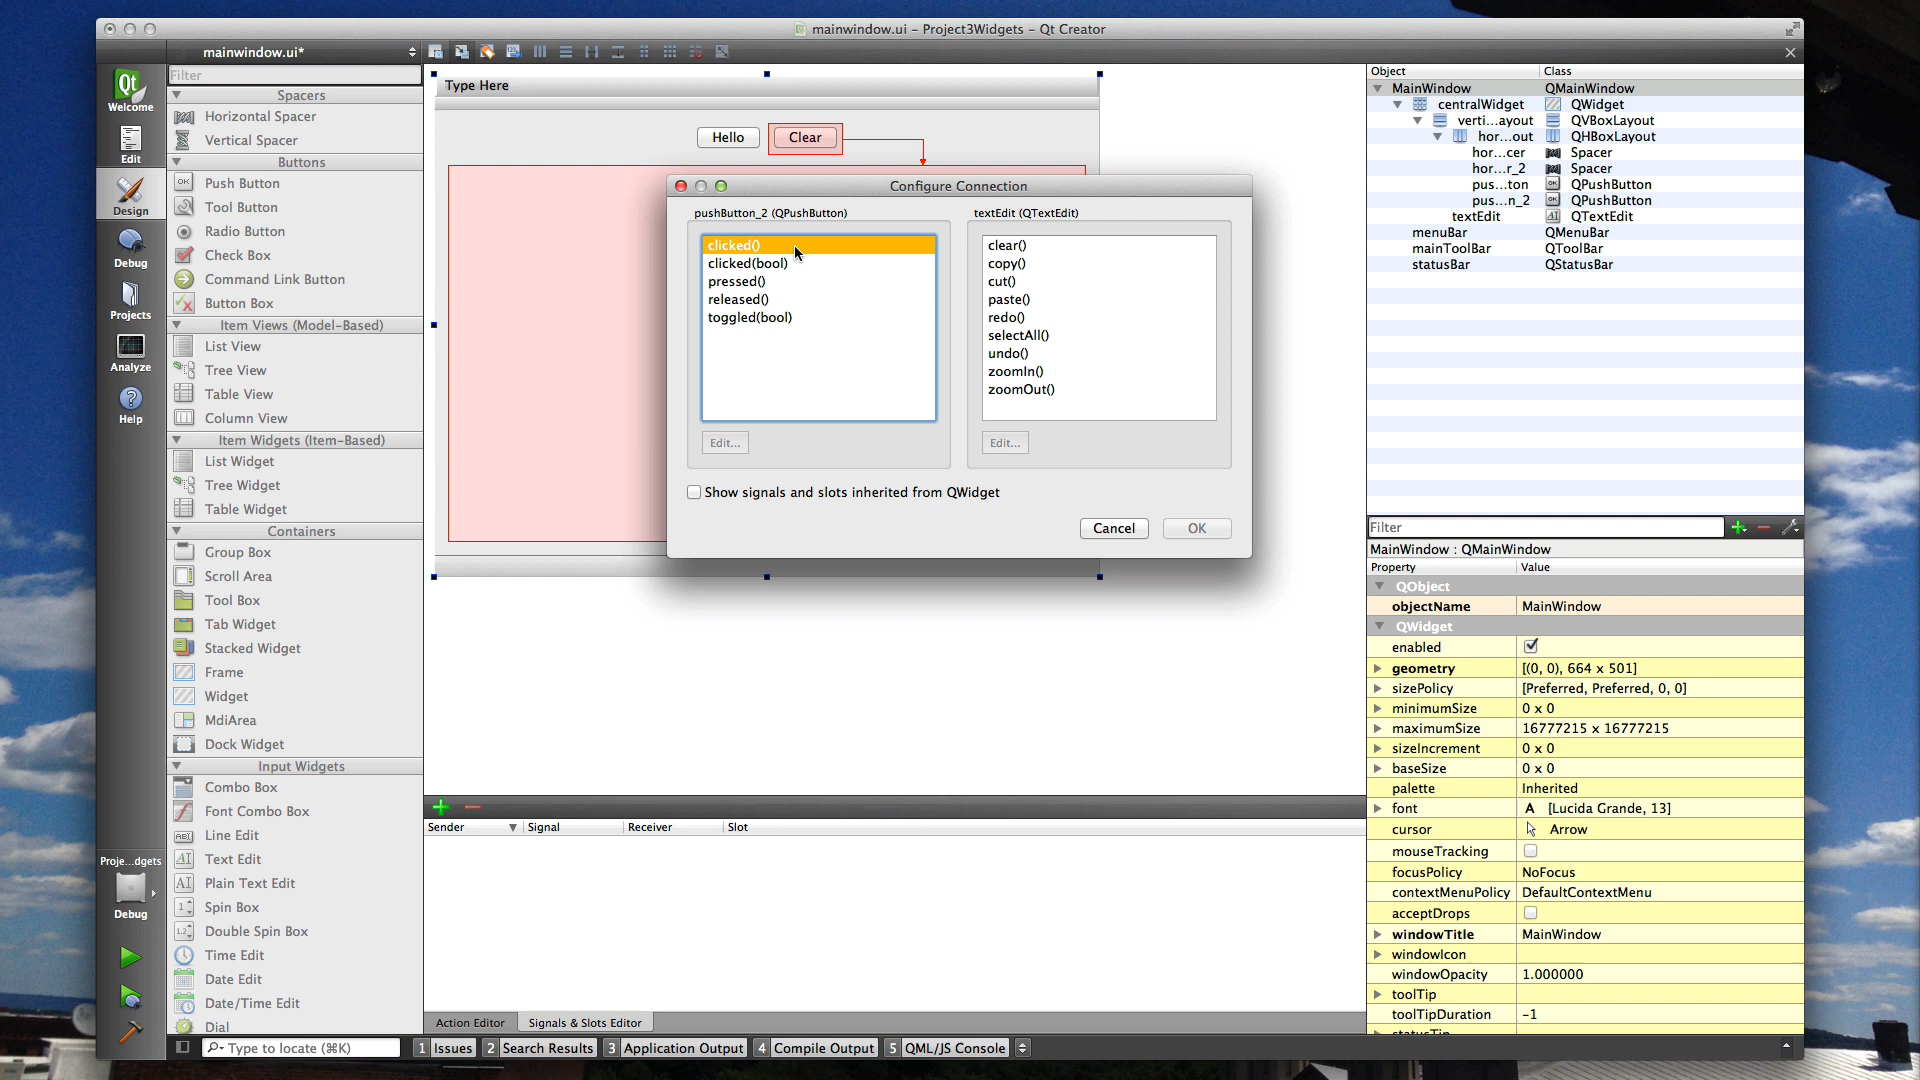 mainwindow.ui – Project3Widgets – Qt Creator
mainwindow.ui*
Qt
Welcome
Edit
Design
Debug
Projects
Analyze
Help
Proje...dgets
Debug
Filter
Spacers
Horizontal Spacer
Vertical Spacer
Buttons
Push Button
Tool Button
Radio Button
Check Box
Command Link Button
Button Box
Item Views (Model-Based)
List View
Tree View
Table View
Column View
Item Widgets (Item-Based)
List Widget
Tree Widget
Table Widget
Containers
Group Box
Scroll Area
Tool Box
Tab Widget
Stacked Widget
Frame
Widget
MdiArea
Dock Widget
Input Widgets
Combo Box
Font Combo Box
Line Edit
Text Edit
Plain Text Edit
Spin Box
Double Spin Box
Time Edit
Date Edit
Date/Time Edit
Dial
Type Here
Hello Clear
Configure Connection
pushButton_2 (QPushButton)
clicked()
clicked(bool)
pressed()
released()
toggled(bool)
Edit...
textEdit (QTextEdit)
clear()
copy()
cut()
paste()
redo()
selectAll()
undo()
zoomIn()
zoomOut()
Edit...
Show signals and slots inherited from QWidget
Cancel OK
Sender Signal Receiver Slot
Action Editor Signals & Slots Editor
Object Class
MainWindow QMainWindow
centralWidget QWidget
verti...ayout QVBoxLayout
hor...out QHBoxLayout
hor...cer Spacer
hor...r_2 Spacer
pus...ton QPushButton
pus...n_2 QPushButton
textEdit QTextEdit
menuBar QMenuBar
mainToolBar QToolBar
statusBar QStatusBar
Filter
MainWindow : QMainWindow
Property Value
QObject
objectName MainWindow
QWidget
enabled
geometry [(0, 0), 664 x 501]
sizePolicy [Preferred, Preferred, 0, 0]
minimumSize 0 x 0
maximumSize 16777215 x 16777215
sizeIncrement 0 x 0
baseSize 0 x 0
palette Inherited
font A [Lucida Grande, 13]
cursor Arrow
mouseTracking
focusPolicy NoFocus
contextMenuPolicy DefaultContextMenu
acceptDrops
windowTitle MainWindow
windowIcon
windowOpacity 1.000000
toolTip
toolTipDuration -1
statusTip
Type to locate (⌘K) 1 Issues 2 Search Results 3 Application Output 4 Compile Output 5 QML/JS Console